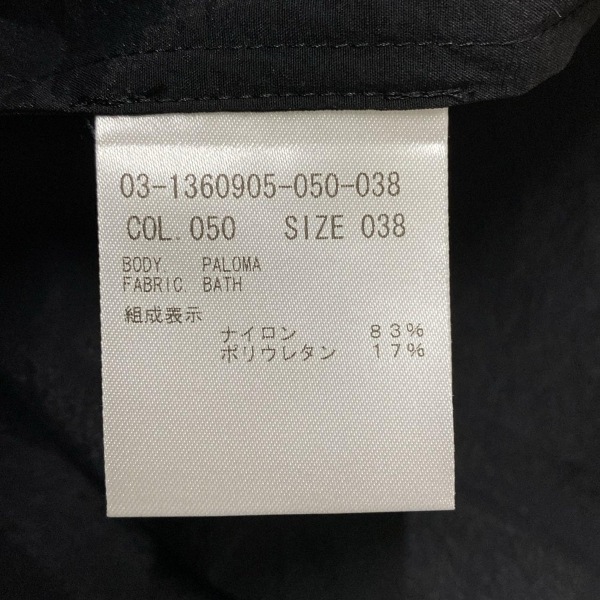 03-1360905-050-038
COL.050 SIZE 038
BODY. PALOMA
FABRIC. BATH
組成表示
ナイロン 83%
ポリウレタン 17%